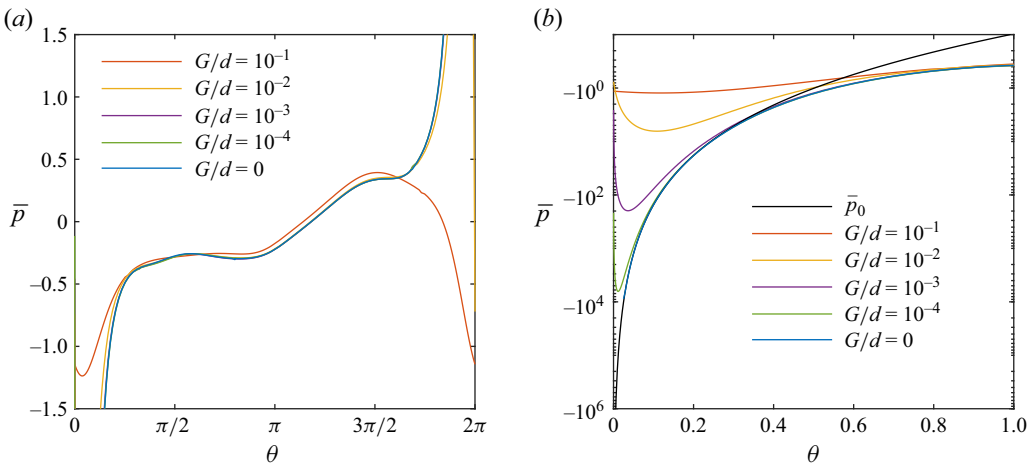 (a)
1.5
1.0
0.5
0
−0.5
−1.0
−1.5
p̅
G/d = 10⁻¹
G/d = 10⁻²
G/d = 10⁻³
G/d = 10⁻⁴
G/d = 0
0
π/2
π
3π/2
2π
θ
(b)
−10⁰
−10²
−10⁴
−10⁶
p̅
p̅₀
G/d = 10⁻¹
G/d = 10⁻²
G/d = 10⁻³
G/d = 10⁻⁴
G/d = 0
0
0.2
0.4
0.6
0.8
1.0
θ